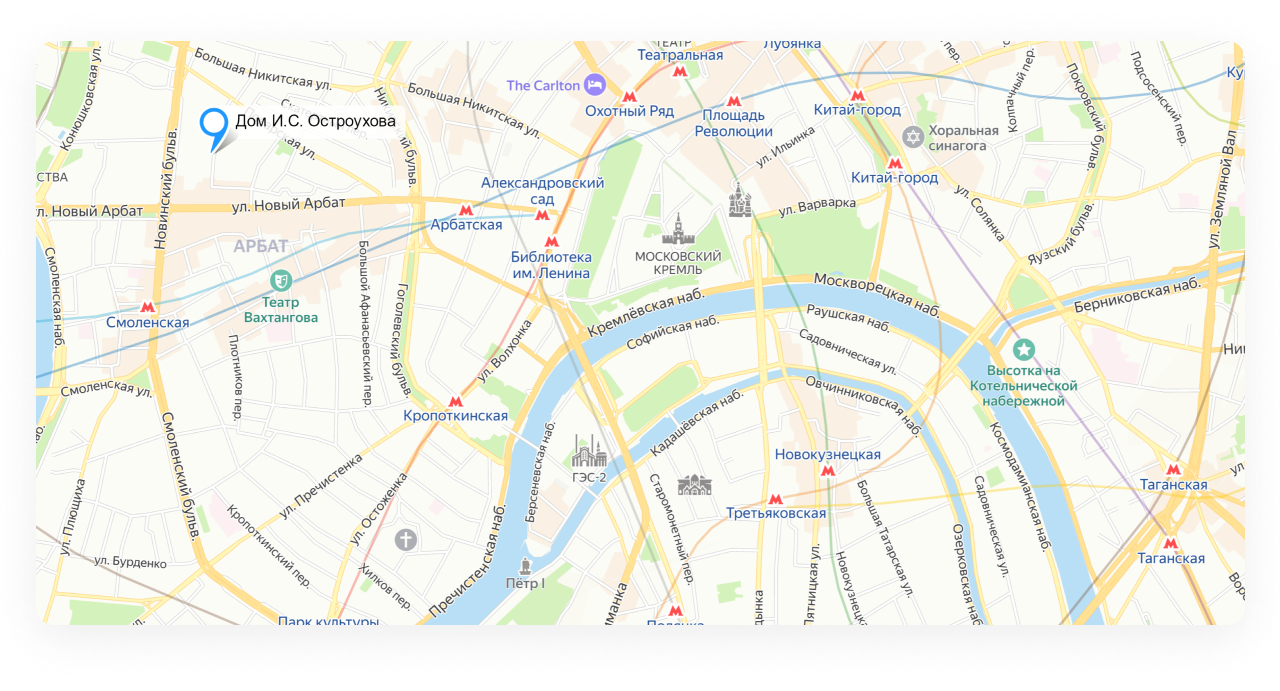 ТЕАТР
Театральная
Лубянка
Большая Никитская ул.
The Carlton
Охотный Ряд
Площадь
Революции
Китай-город
Колпачный пер.
Покровский бульв.
Подсосенский пер.
Ку
Конюшковская ул.
Большая Никитская ул.
Дом И.С. Остроухова
ул. Ильинка
Хоральная
синагога
Китай-город
СТВА
Новинский бульв.
Александровский
сад
ул. Новый Арбат
ул. Новый Арбат
Арбатская
ул. Варварка
ул. Солянка
ул. Земляной Вал
Яузский бульв.
АРБАТ
Библиотека
им. Ленина
МОСКОВСКИЙ
КРЕМЛЬ
Смоленская наб.
Театр
Вахтангова
Большой Афанасьевский пер.
Гоголевский бульв.
Кремлёвская наб.
Москворецкая наб.
Берниковская наб.
Смоленская
Софийская наб.
Раушская наб.
Садовническая ул.
ул. Волхонка
Плотников пер.
Высотка на
Котельнической
набережной
Смоленская ул.
Кропоткинская
Овчинниковская наб.
Кадашёвская наб.
Смоленский бульв.
Берсеневская наб.
ГЭС-2
Новокузнецкая
Космодамианская наб.
Таганская
ул. Пречистенка
ул. Остоженка
ул. Плющиха
Старомонетный пер.
Третьяковская
Большая Татарская ул.
Садовническая ул.
Кропоткинский пер.
Пречистенская наб.
Озерковская наб.
Таганская
ул. Бурденко
Хилков пер.
Пётр I
Пятницкая ул.
Парк культуры
Полянка